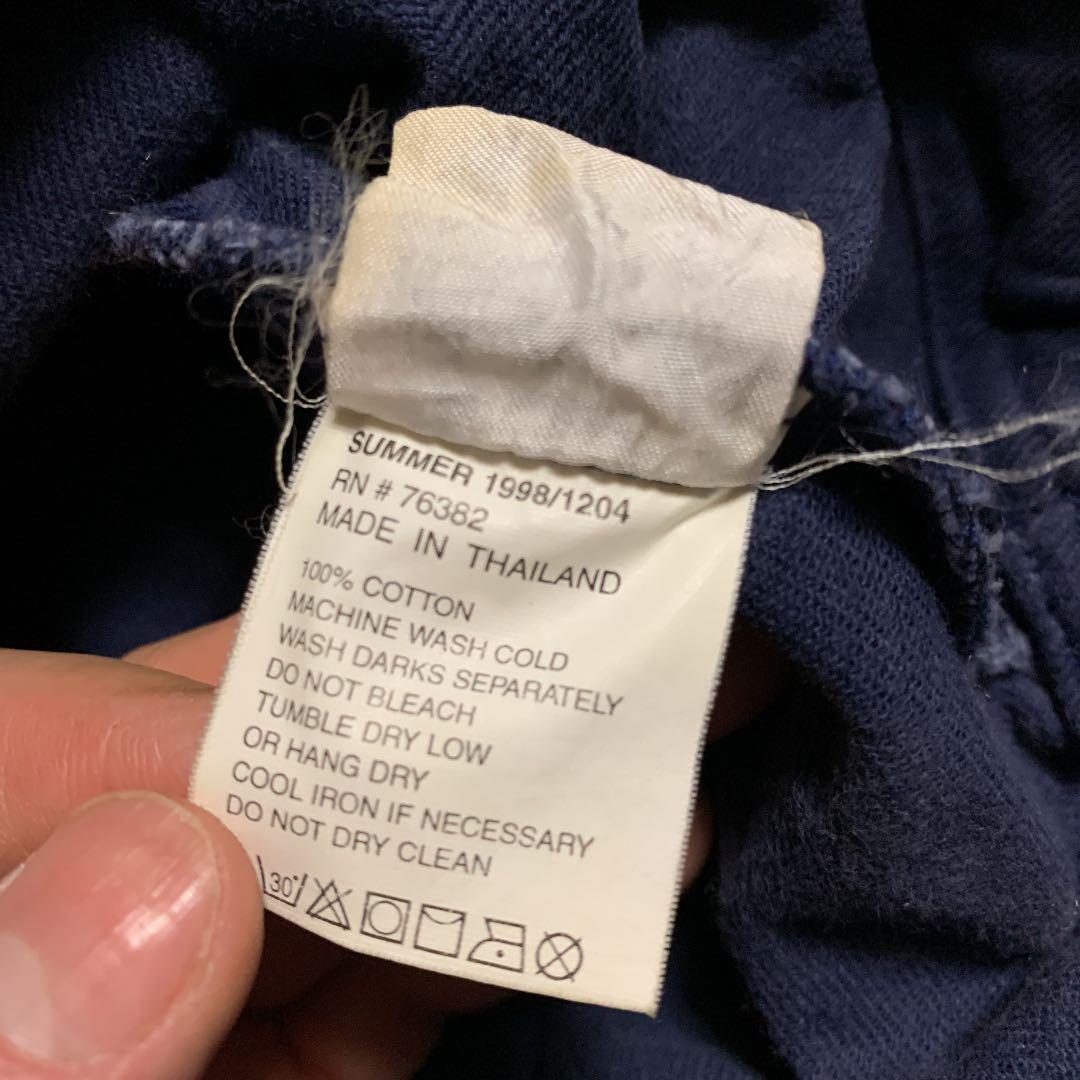 SUMMER 1998/1204
RN # 76382
MADE IN THAILAND
100% COTTON
MACHINE WASH COLD
WASH DARKS SEPARATELY
DO NOT BLEACH
TUMBLE DRY LOW
OR HANG DRY
COOL IRON IF NECESSARY
DO NOT DRY CLEAN
30°